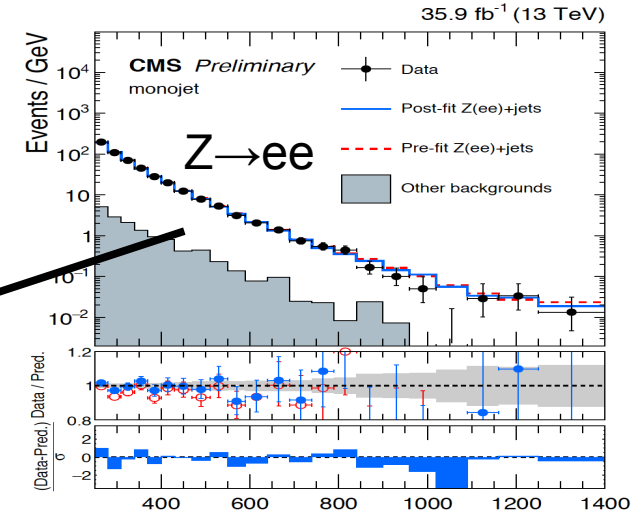 35.9 fb⁻¹ (13 TeV)
Events / GeV
10⁴
10³
10²
10
1
10⁻¹
10⁻²
CMS Preliminary
monojet
Z→ee
Data
Post-fit Z(ee)+jets
Pre-fit Z(ee)+jets
Other backgrounds
Data / Pred.
1.2
1
0.8
(Data-Pred.)
σ
2
0
−2
400 600 800 1000 1200 1400